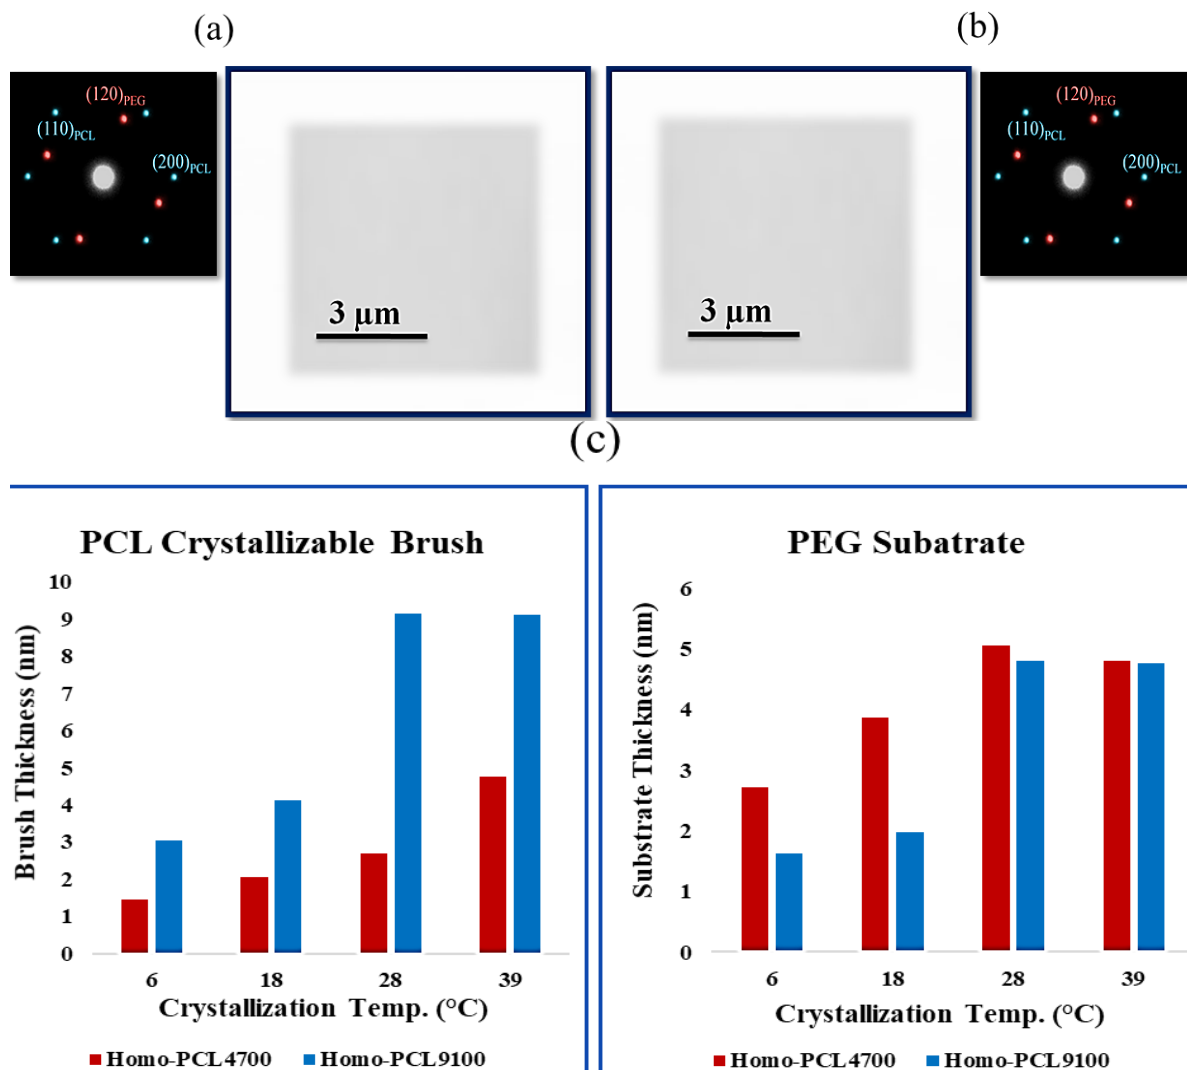 (a)
(b)
(120)PEG
(110)PCL
(200)PCL
3 μm
3 μm
(120)PEG
(110)PCL
(200)PCL
(c)
PCL Crystallizable Brush
10
9
8
7
6
5
4
3
2
1
0
Brush Thickness (nm)
6 18 28 39
Crystallization Temp. (°C)
Homo-PCL4700 Homo-PCL9100
PEG Subatrate
6
5
4
3
2
1
0
Substrate Thickness (nm)
6 18 28 39
Crystallization Temp. (°C)
Homo-PCL4700 Homo-PCL9100